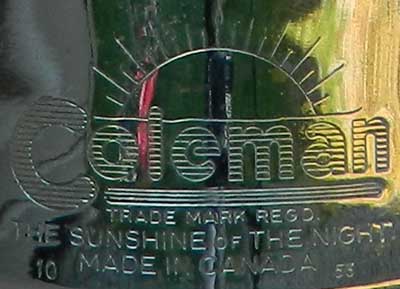 Coleman
TRADE MARK REGD.
THE SUNSHINE OF THE NIGHT
MADE IN CANADA
10 53